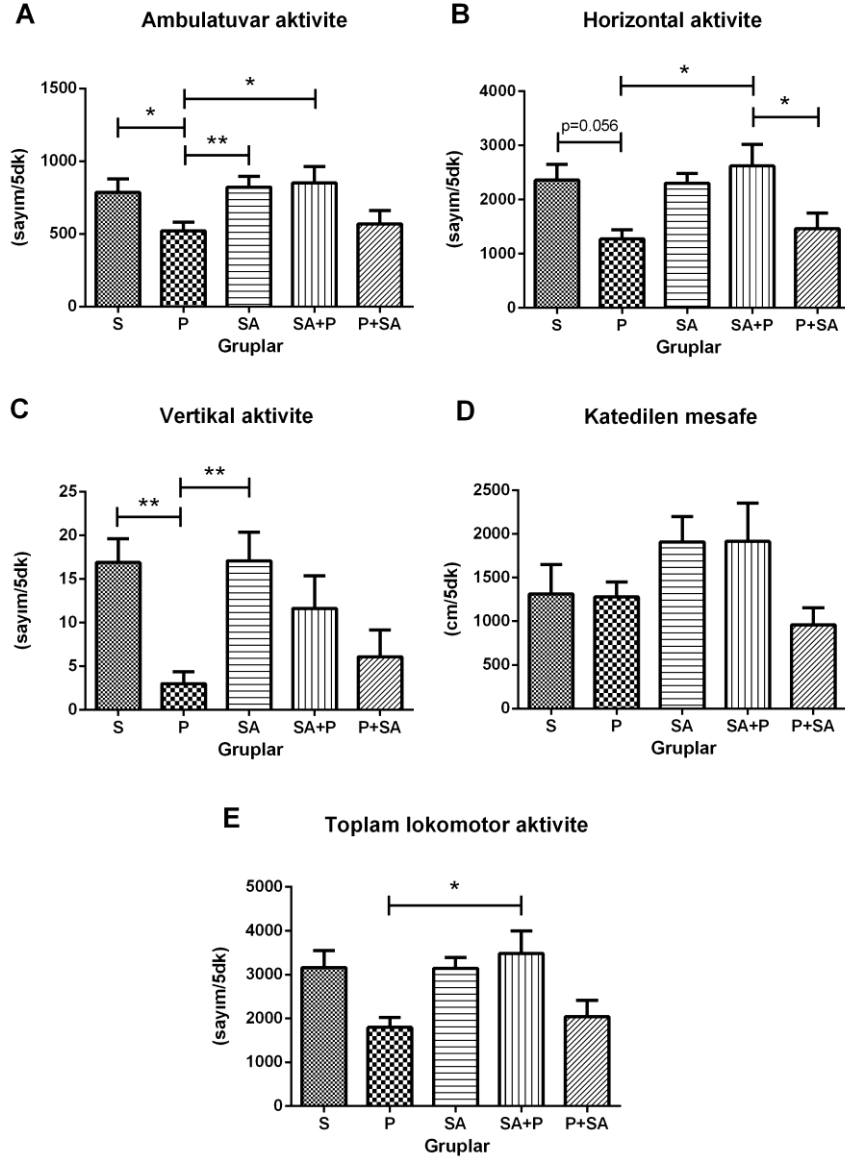 A
Ambulatuvar aktivite
(sayım/5dk)
1500
1000
500
0
*
*
**
S P SA SA+P P+SA
Gruplar
B
Horizontal aktivite
(sayım/5dk)
4000
3000
2000
1000
0
*
*
p=0.056
S P SA SA+P P+SA
Gruplar
C
Vertikal aktivite
(sayım/5dk)
25
20
15
10
5
0
**
**
S P SA SA+P P+SA
Gruplar
D
Katedilen mesafe
(cm/5dk)
2500
2000
1500
1000
500
0
S P SA SA+P P+SA
Gruplar
E
Toplam lokomotor aktivite
(sayım/5dk)
5000
4000
3000
2000
1000
0
*
S P SA SA+P P+SA
Gruplar